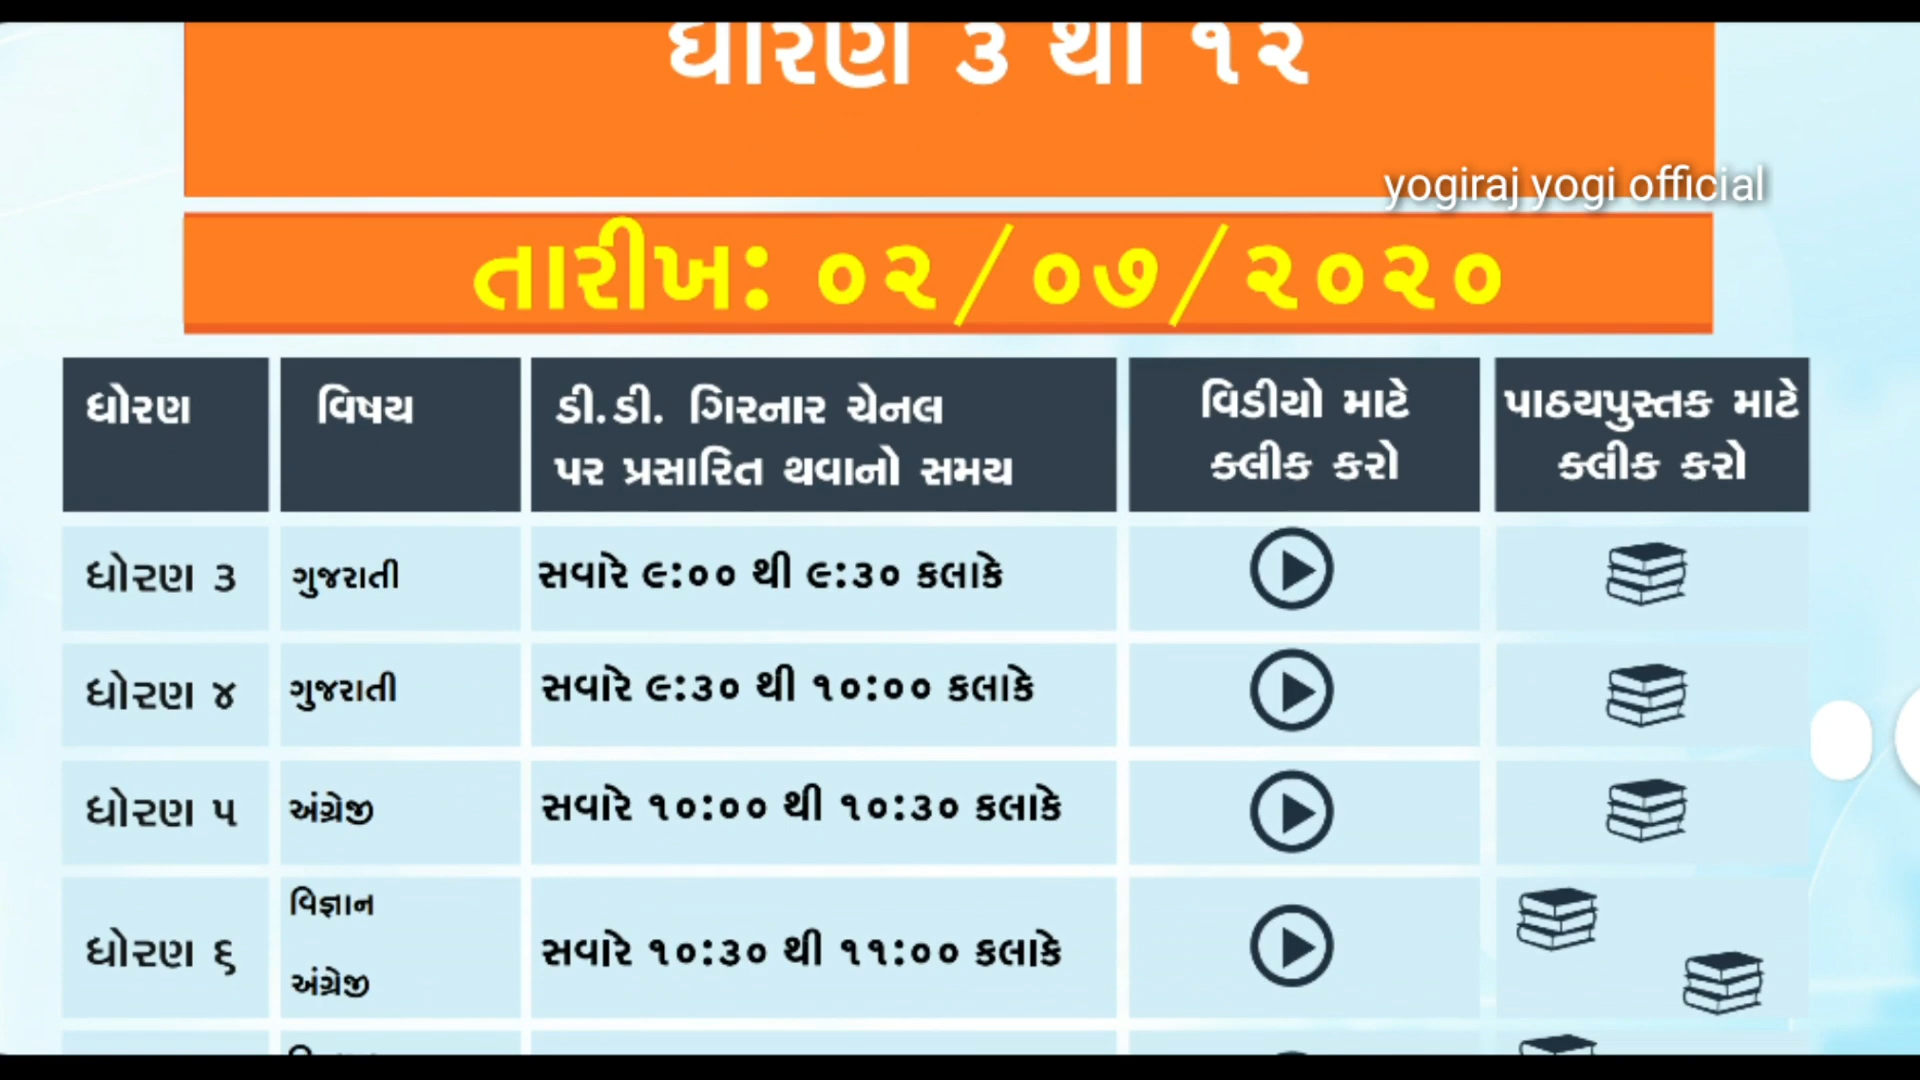 ધોરણ ૩ થી ૧૨
yogiraj yogi official
તારીખ: ૦૨/૦૭/૨૦૨૦
ધોરણ વિષય ડી.ડી. ગિરનાર ચેનલ પર પ્રસારિત થવાનો સમય વિડીયો માટે ક્લીક કરો પાઠયપુસ્તક માટે ક્લીક કરો
ધોરણ ૩ ગુજરાતી સવારે ૯:૦૦ થી ૯:૩૦ કલાકે
ધોરણ ૪ ગુજરાતી સવારે ૯:૩૦ થી ૧૦:૦૦ કલાકે
ધોરણ ૫ અંગ્રેજી સવારે ૧૦:૦૦ થી ૧૦:૩૦ કલાકે
ધોરણ ૬ વિજ્ઞાન અંગ્રેજી સવારે ૧૦:૩૦ થી ૧૧:૦૦ કલાકે